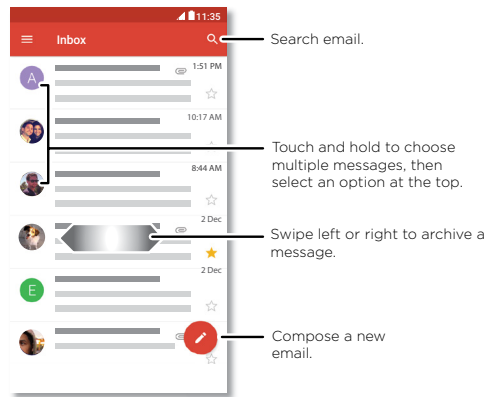 11:35
Inbox
Search email.
A
1:51 PM
10:17 AM
Touch and hold to choose
multiple messages, then
select an option at the top.
8:44 AM
2 Dec
Swipe left or right to archive a
message.
2 Dec
E
Compose a new
email.